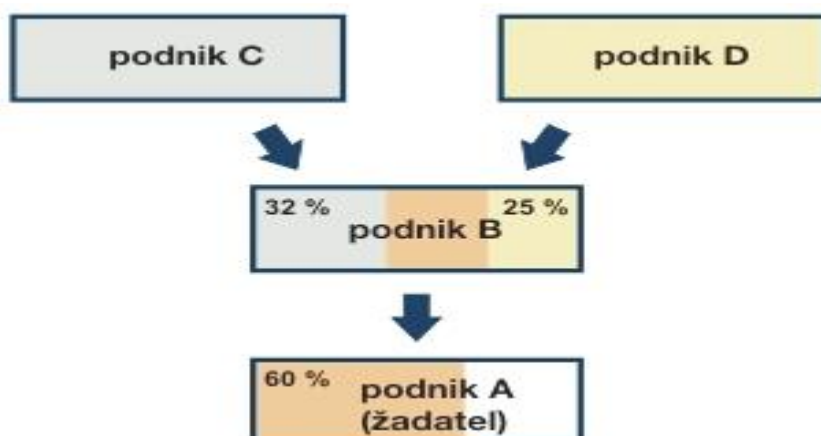 podnik C
podnik D
32 %
podnik B
25 %
60 %
podnik A
(žadatel)